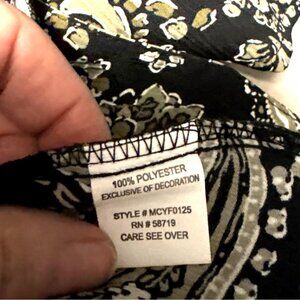 100% POLYESTER
EXCLUSIVE OF DECORATION
STYLE # MCYF0125
RN # 58719
CARE SEE OVER